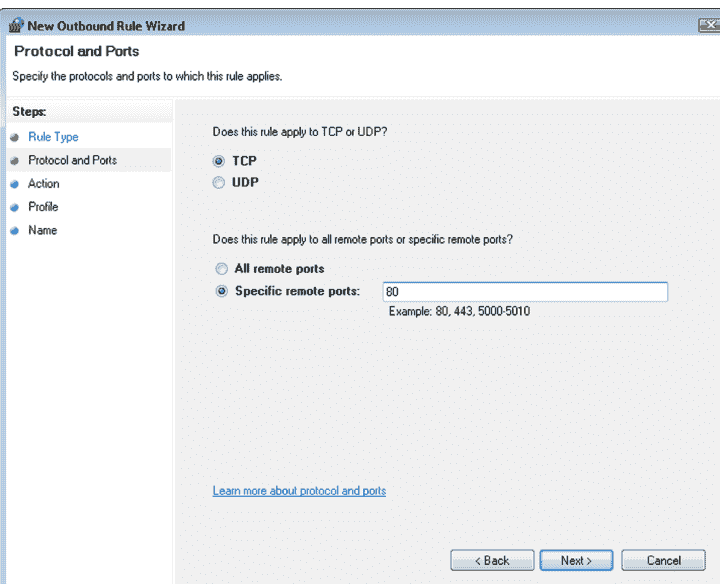 New Outbound Rule Wizard
Protocol and Ports
Specify the protocols and ports to which this rule applies.
Steps:
Rule Type
Protocol and Ports
Action
Profile
Name
Does this rule apply to TCP or UDP?
TCP
UDP
Does this rule apply to all remote ports or specific remote ports?
All remote ports
Specific remote ports: 80
Example: 80, 443, 5000-5010
Learn more about protocol and ports
< Back Next > Cancel